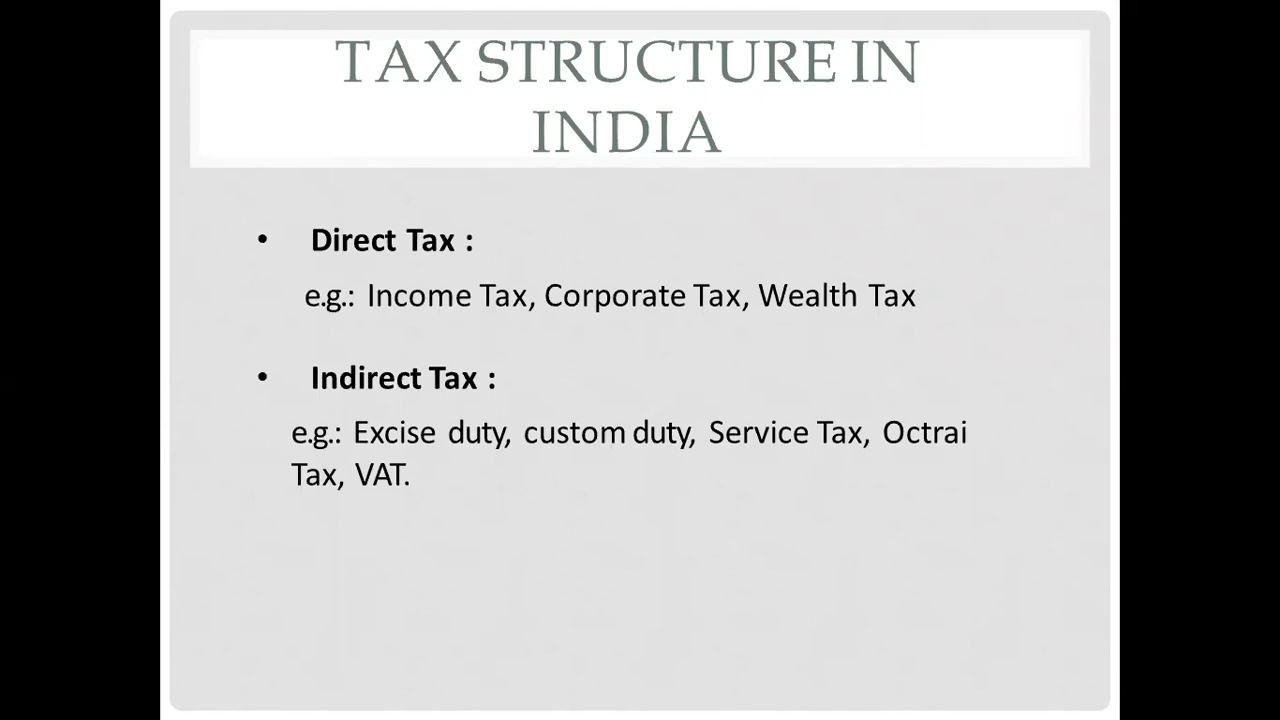 TAX STRUCTURE IN
INDIA
• Direct Tax :
e.g.: Income Tax, Corporate Tax, Wealth Tax
• Indirect Tax :
e.g.: Excise duty, custom duty, Service Tax, Octrai
Tax, VAT.